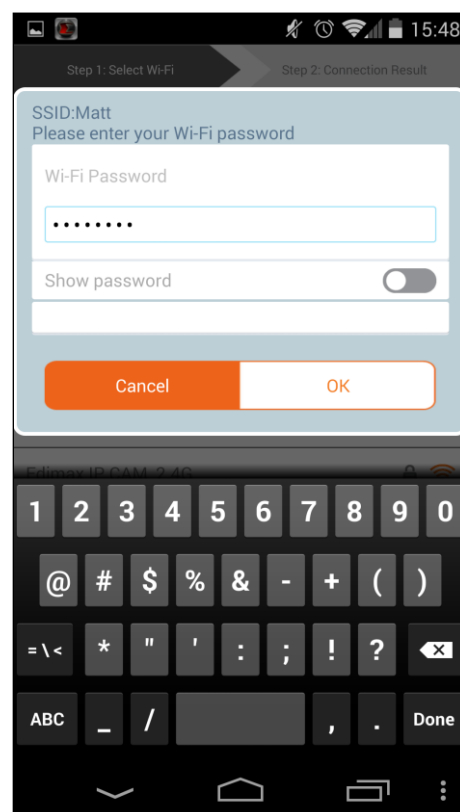 15:48
Step 1: Select Wi-Fi Step 2: Connection Result
SSID:Matt
Please enter your Wi-Fi password
Wi-Fi Password
••••••••
Show password
Cancel OK
Edimax IP CAM 2.4G
1 2 3 4 5 6 7 8 9 0
@ # $ % & - + ( )
= \ < * " ' : ; ! ?
ABC _ / , . Done